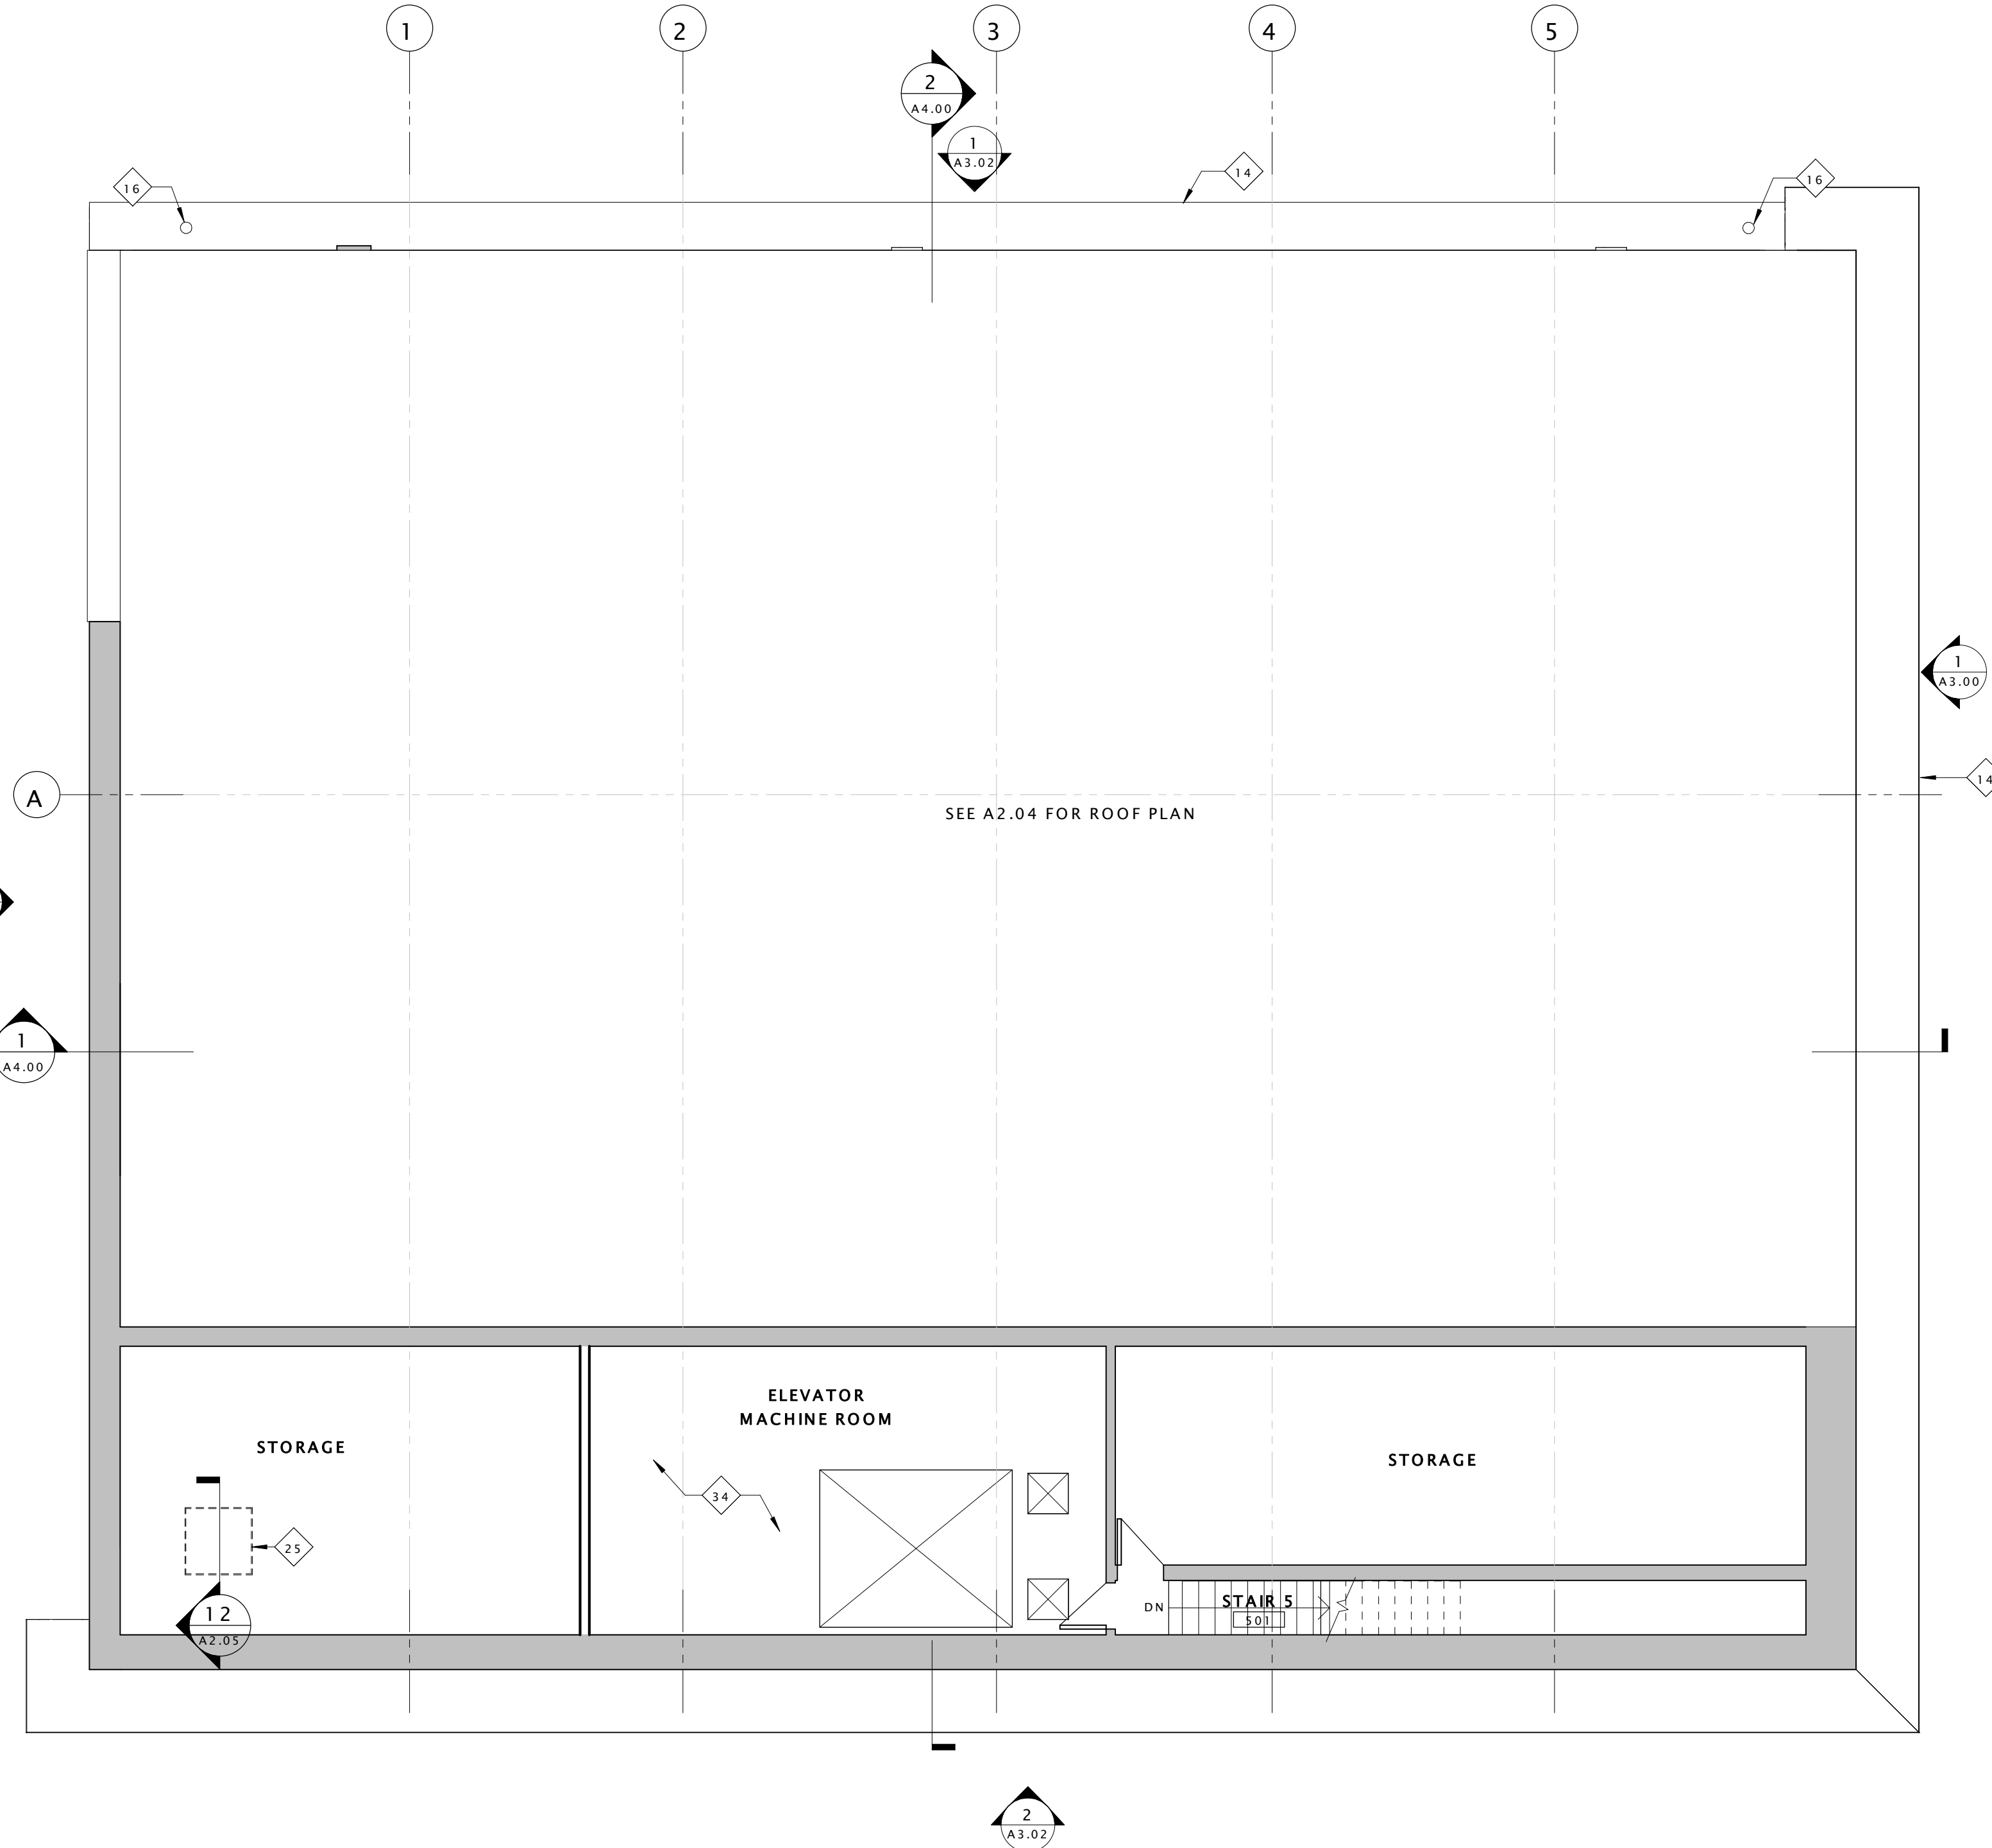 1
2
3
4
5
2
A4.00
1
A3.02
14
16
16
1
A3.00
A
14
SEE A2.04 FOR ROOF PLAN
1
A4.00
ELEVATOR
MACHINE ROOM
STORAGE
STORAGE
34
25
STAIR 5
DN
501
12
A2.05
2
A3.02